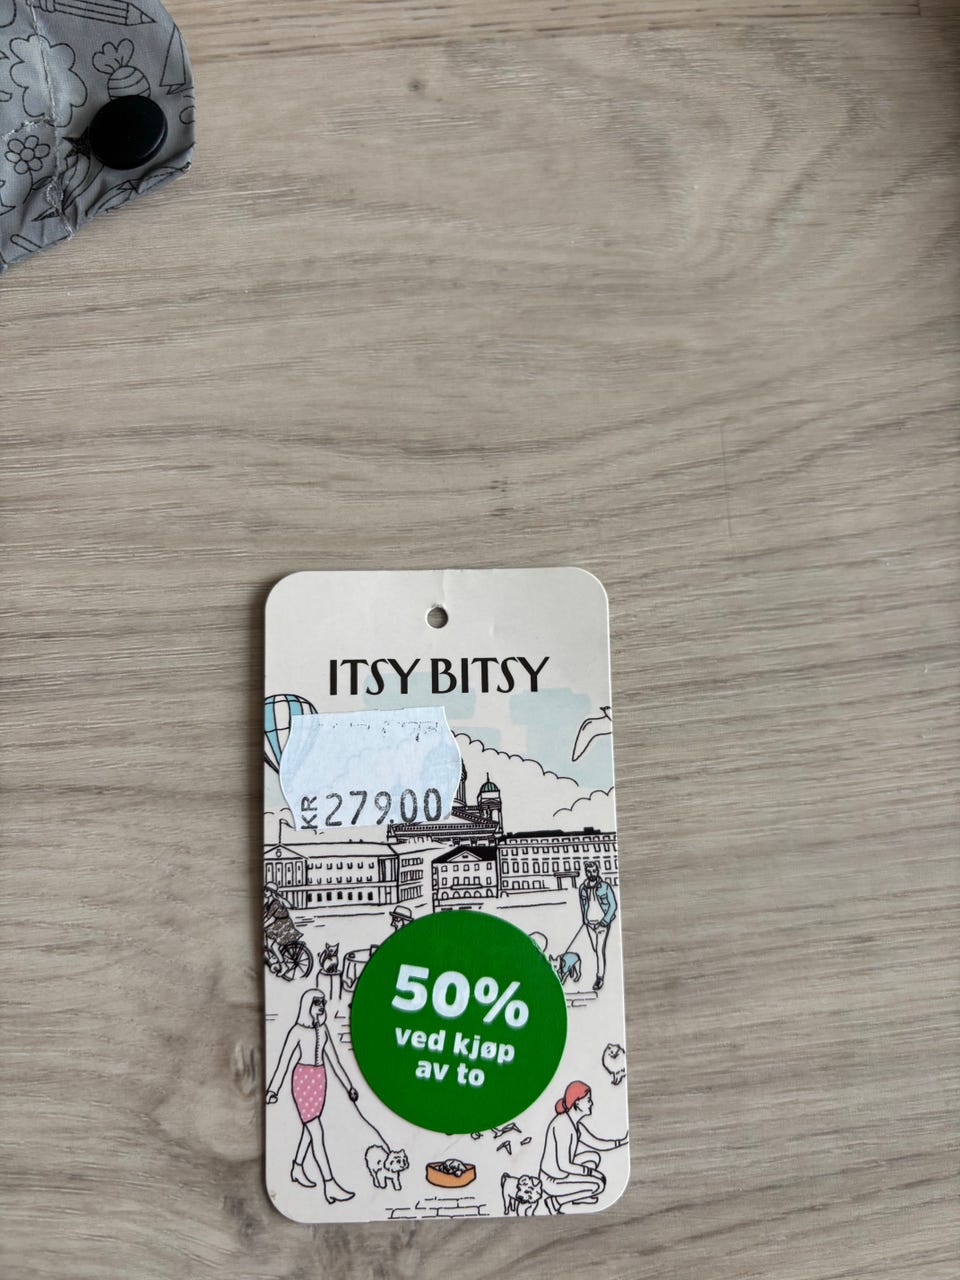 ITSY BITSY
KR 279.00
50%
ved kjøp
av to